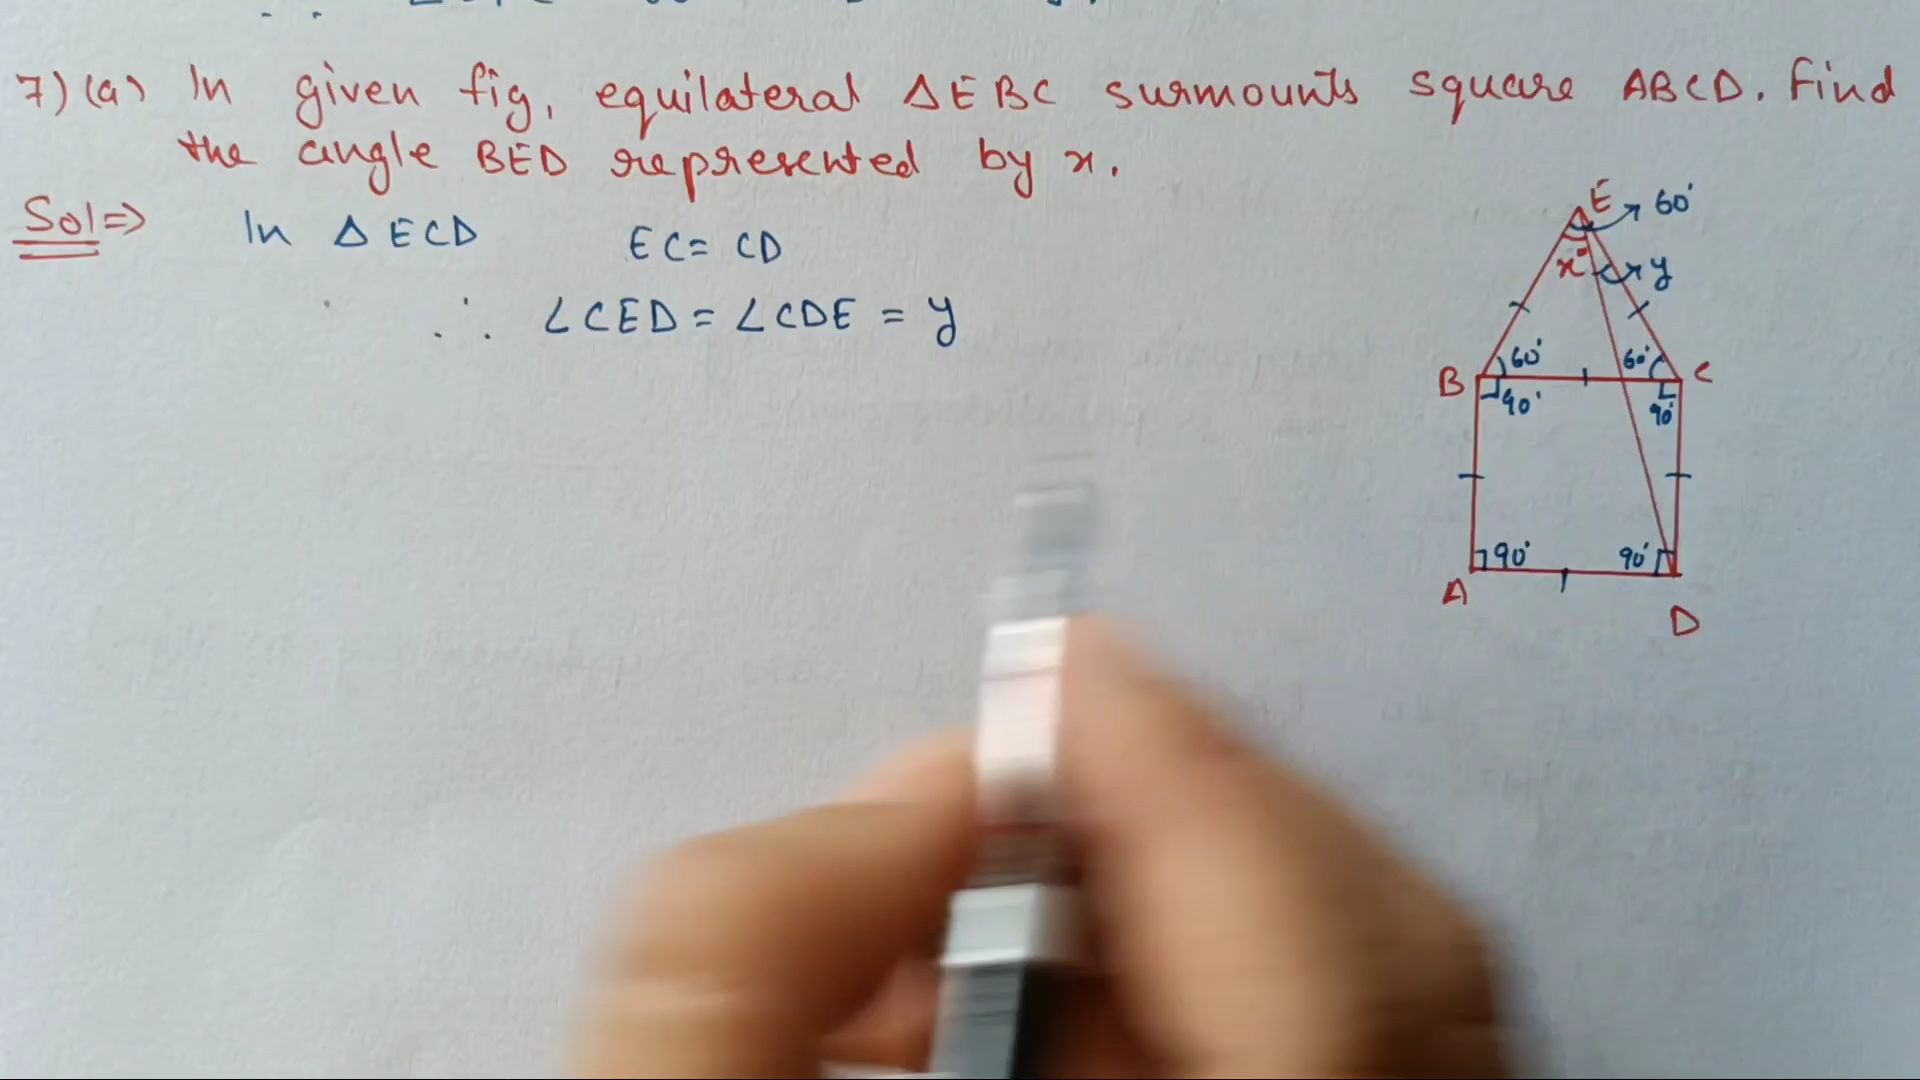 7) (a) In given fig, equilateral ΔEBC surmounts square ABCD. Find
the angle BED represented by x.
Sol⇒ In Δ ECD EC = CD
∴ ∠CED = ∠CDE = y
E 60°
x° y
B 60° 60° C
90° 90°
90° 90°
A D